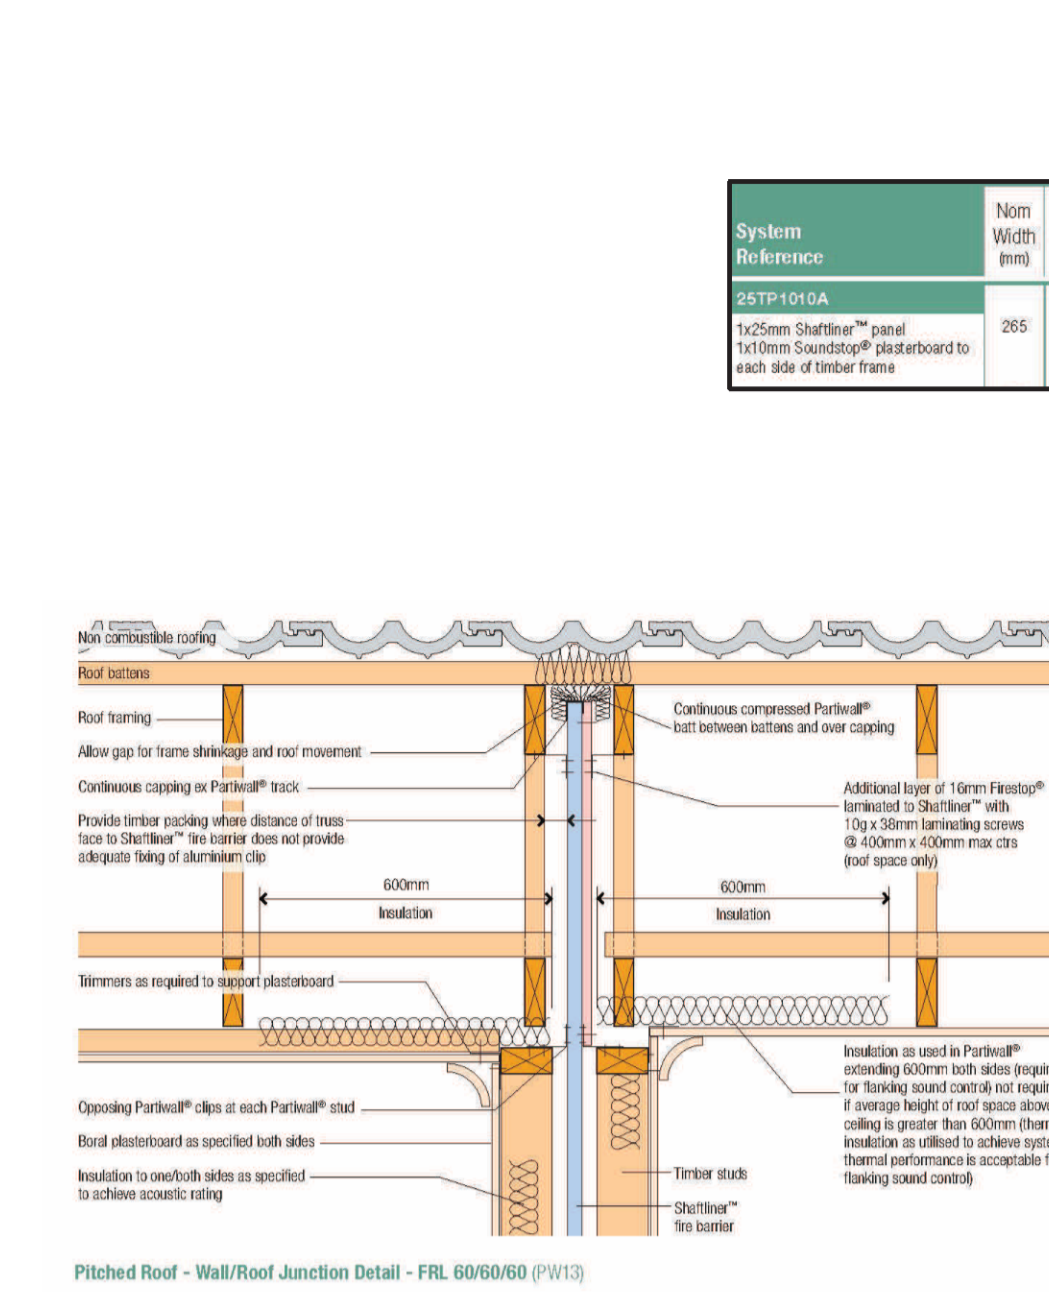 System
Reference
Nom
Width
(mm)
25TP1010A
1x25mm Shaftliner™ panel
1x10mm Soundstop® plasterboard to
each side of timber frame
265
Non combustible roofing
Roof battens
Roof framing
Allow gap for frame shrinkage and roof movement
Continuous capping ex Partiwall® track
Provide timber packing where distance of truss
face to Shaftliner™ fire barrier does not provide
adequate fixing of aluminium clip
Continuous compressed Partiwall®
batt between battens and over capping
Additional layer of 16mm Firestop®
laminated to Shaftliner™ with
10g x 38mm laminating screws
@ 400mm x 400mm max ctrs
(roof space only)
600mm
Insulation
600mm
Insulation
Trimmers as required to support plasterboard
Opposing Partiwall® clips at each Partiwall® stud
Boral plasterboard as specified both sides
Insulation to one/both sides as specified
to achieve acoustic rating
Insulation as used in Partiwall®
extending 600mm both sides (requir
for flanking sound control) not requir
if average height of roof space above
ceiling is greater than 600mm (therm
insulation as utilised to achieve syste
thermal performance is acceptable f
flanking sound control)
Timber studs
Shaftliner™
fire barrier
Pitched Roof - Wall/Roof Junction Detail - FRL 60/60/60 (PW13)